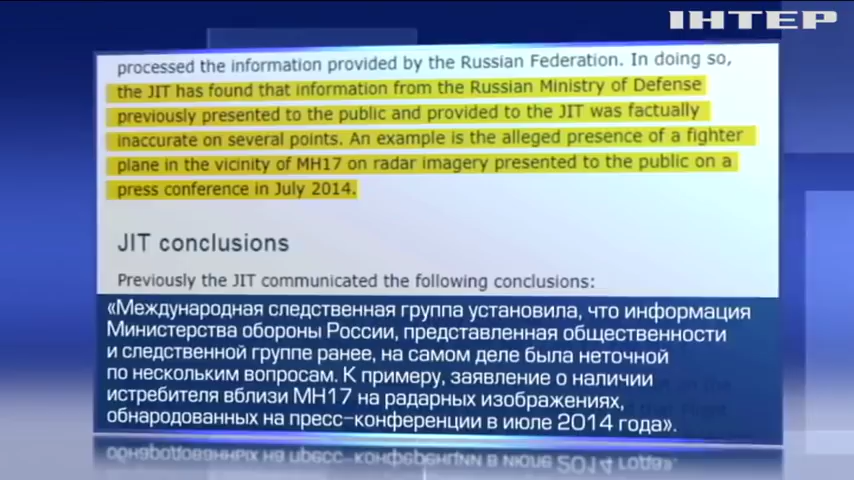 ІНТЕР
processed the information provided by the Russian Federation. In doing so,
the JIT has found that information from the Russian Ministry of Defense
previously presented to the public and provided to the JIT was factually
inaccurate on several points. An example is the alleged presence of a fighter
plane in the vicinity of MH17 on radar imagery presented to the public on a
press conference in July 2014.
JIT conclusions
Previously the JIT communicated the following conclusions:
«Международная следственная группа установила, что информация
Министерства обороны России, представленная общественности
и следственной группе ранее, на самом деле была неточной
по нескольким вопросам. К примеру, заявление о наличии
истребителя вблизи MH17 на радарных изображениях,
обнародованных на пресс-конференции в июле 2014 года».